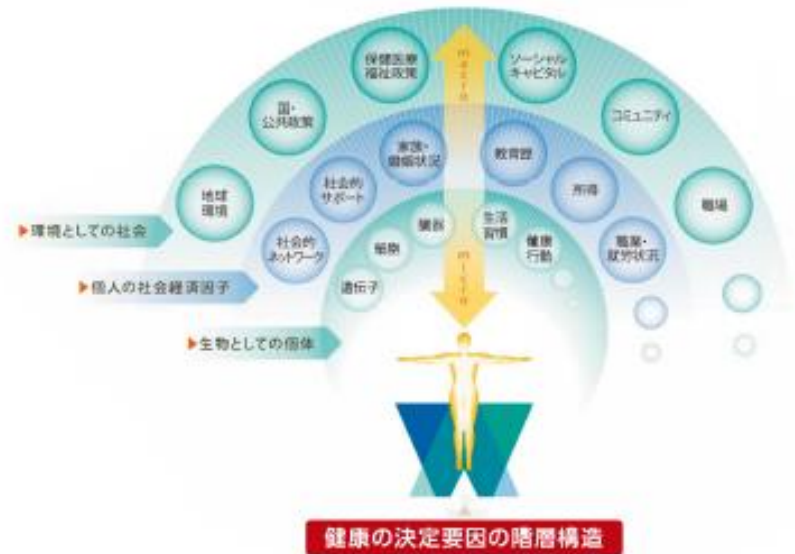 保健医療
福祉政策
ソーシャル
キャピタル
国・
公共政策
コミュニティ
地球
環境
職場
家族・
婚姻状況
教育歴
社会的
サポート
所得
社会的
ネットワーク
職業・
就労状況
臓器
生活
習慣
細胞
健康
行動
遺伝子
macro
micro
▶環境としての社会
▶個人の社会経済因子
▶生物としての個体
健康の決定要因の階層構造